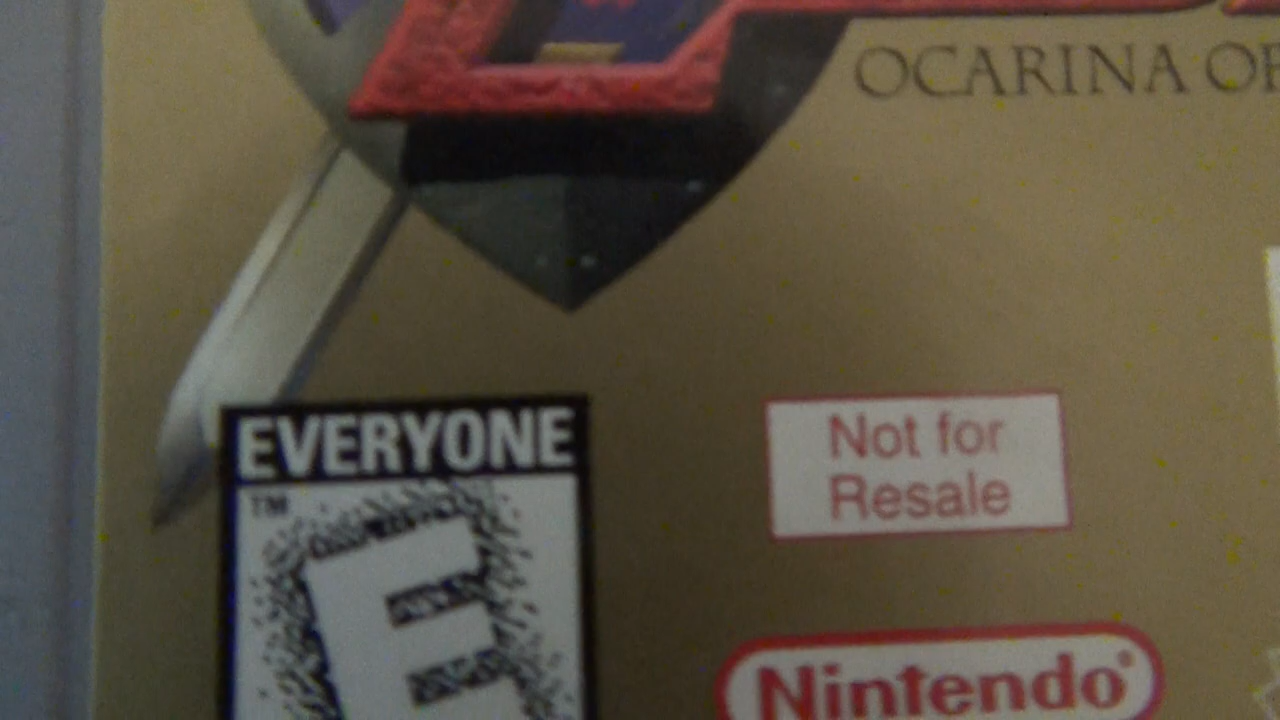 OCARINA OF
EVERYONE
TM
E
Not for
Resale
Nintendo®